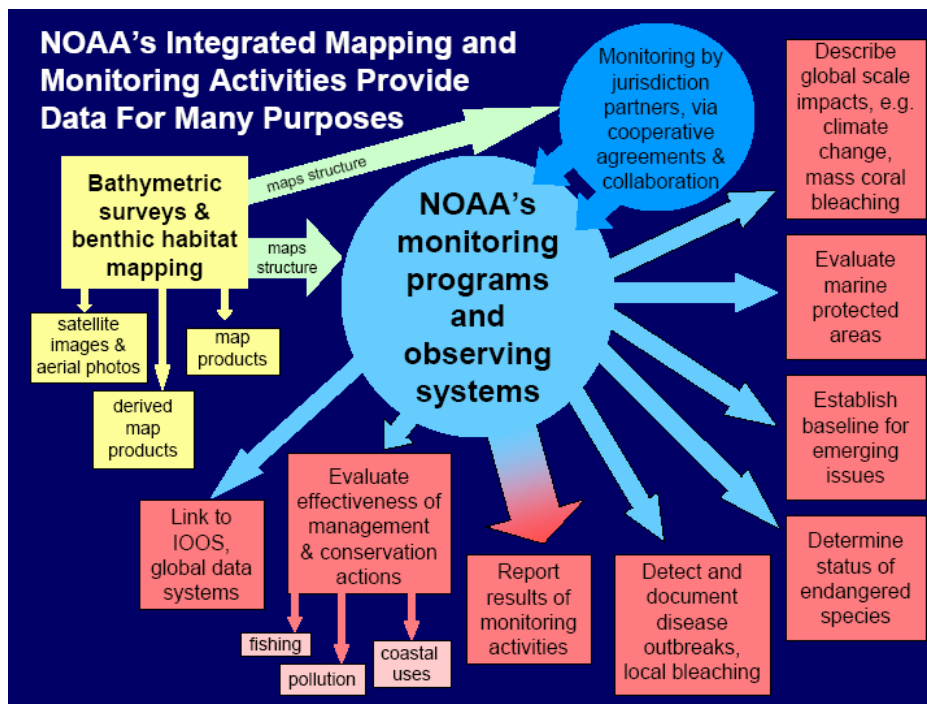 NOAA's Integrated Mapping and
Monitoring Activities Provide
Data For Many Purposes
Monitoring by
jurisdiction
partners, via
cooperative
agreements &
collaboration
Describe
global scale
impacts, e.g.
climate
change,
mass coral
bleaching
maps structure
Bathymetric
surveys &
benthic habitat
mapping
maps
structure
NOAA's
monitoring
programs
and
observing
systems
Evaluate
marine
protected
areas
satellite
images &
aerial photos
map
products
derived
map
products
Establish
baseline for
emerging
issues
Link to
IOOS,
global data
systems
Evaluate
effectiveness of
management
& conservation
actions
fishing
pollution
coastal
uses
Report
results of
monitoring
activities
Detect and
document
disease
outbreaks,
local bleaching
Determine
status of
endangered
species